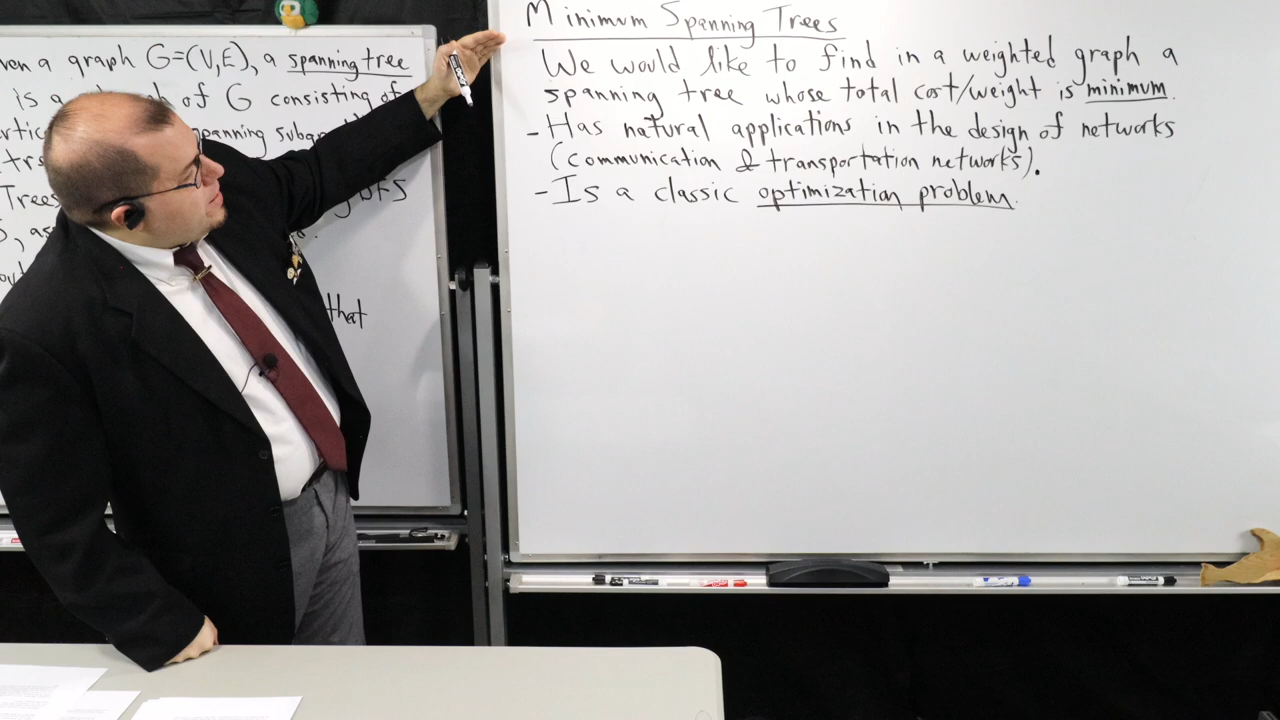 ven a graph G=(V,E), a spanning tree
is a of G consisting of
panning
Trees
that
Minimum Spanning Trees
We would like to find in a weighted graph a
spanning tree whose total cost/weight is minimum.
- Has natural applications in the design of networks
(communication & transportation networks).
- Is a classic optimization problem.